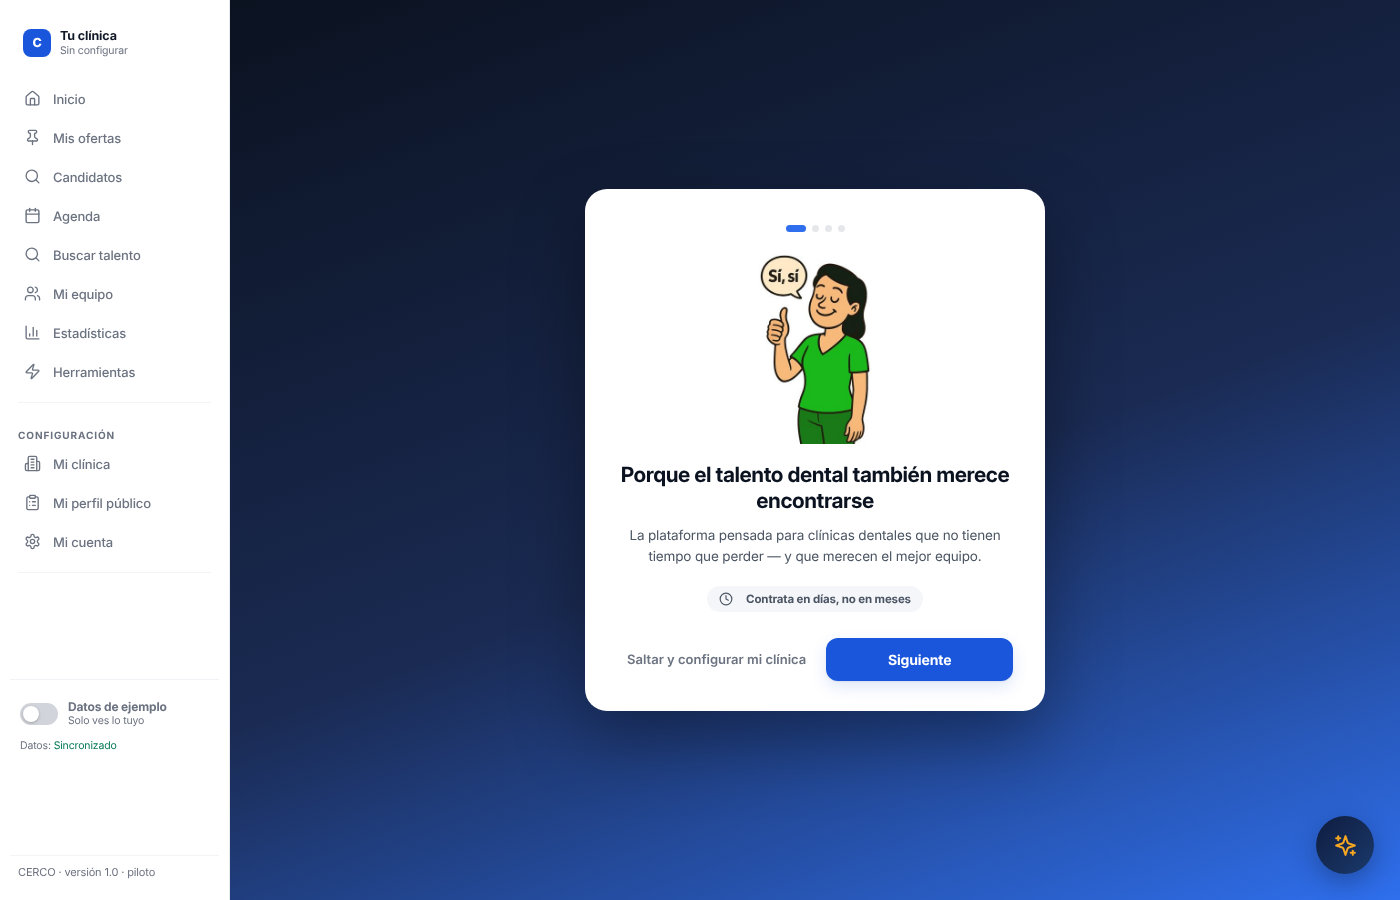 C
Tu clínica
Sin configurar
Inicio
Mis ofertas
Candidatos
Agenda
Buscar talento
Mi equipo
Estadísticas
Herramientas
CONFIGURACIÓN
Mi clínica
Mi perfil público
Mi cuenta
Datos de ejemplo
Solo ves lo tuyo
Datos: Sincronizado
CERCO · versión 1.0 · piloto
Sí, sí
Porque el talento dental también merece
encontrarse
La plataforma pensada para clínicas dentales que no tienen
tiempo que perder — y que merecen el mejor equipo.
Contrata en días, no en meses
Saltar y configurar mi clínica
Siguiente